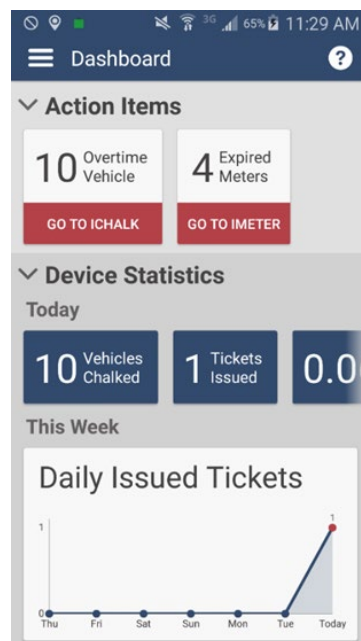 3G 65% 11:29 AM
Dashboard ?
Action Items
10 Overtime Vehicle
4 Expired Meters
GO TO ICHALK
GO TO IMETER
Device Statistics
Today
10 Vehicles Chalked
1 Tickets Issued
0.0
This Week
Daily Issued Tickets
1
1
0
Thu Fri Sat Sun Mon Tue Today